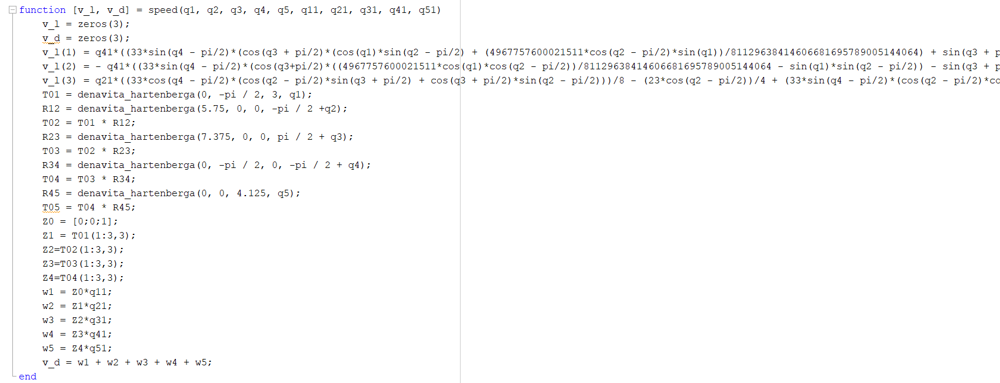 function [v_l, v_d] = speed(q1, q2, q3, q4, q5, q11, q21, q31, q41, q51)
v_l = zeros(3);
v_d = zeros(3);
v_l(1) = q41*((33*sin(q4 - pi/2)*(cos(q3 + pi/2)*(cos(q1)*sin(q2 - pi/2) + (4967757600021511*cos(q2 - pi/2)*sin(q1))/81129638414606681695789005144064) + sin(q3 + p
v_l(2) = - q41*((33*sin(q4 - pi/2)*(cos(q3+pi/2)*((4967757600021511*cos(q1)*cos(q2 - pi/2))/81129638414606681695789005144064 - sin(q1)*sin(q2 - pi/2)) - sin(q3 + p
v_l(3) = q21*((33*cos(q4 - pi/2)*(cos(q2 - pi/2)*sin(q3 + pi/2) + cos(q3 + pi/2)*sin(q2 - pi/2)))/8 - (23*cos(q2 - pi/2))/4 + (33*sin(q4 - pi/2)*(cos(q2 - pi/2)*co
T01 = denavita_hartenberga(0, -pi / 2, 3, q1);
R12 = denavita_hartenberga(5.75, 0, 0, -pi / 2 +q2);
T02 = T01 * R12;
R23 = denavita_hartenberga(7.375, 0, 0, pi / 2 + q3);
T03 = T02 * R23;
R34 = denavita_hartenberga(0, -pi / 2, 0, -pi / 2 + q4);
T04 = T03 * R34;
R45 = denavita_hartenberga(0, 0, 4.125, q5);
T05 = T04 * R45;
Z0 = [0;0;1];
Z1 = T01(1:3,3);
Z2=T02(1:3,3);
Z3=T03(1:3,3);
Z4=T04(1:3,3);
w1 = Z0*q11;
w2 = Z1*q21;
w3 = Z2*q31;
w4 = Z3*q41;
w5 = Z4*q51;
v_d = w1 + w2 + w3 + w4 + w5;
end